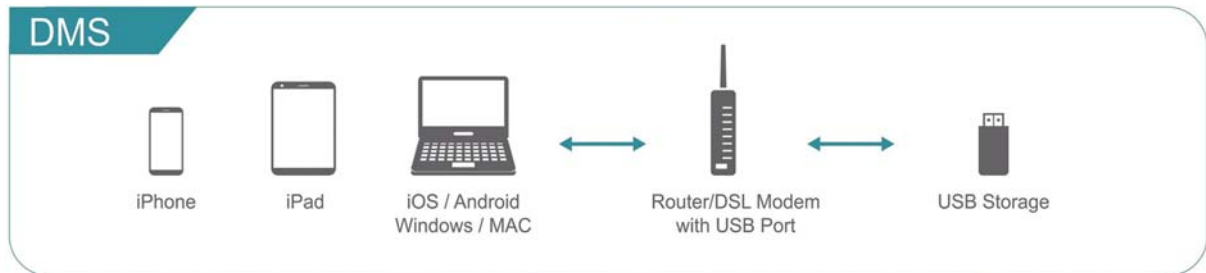 DMS
iPhone
iPad
iOS / Android
Windows / MAC
Router/DSL Modem
with USB Port
USB Storage